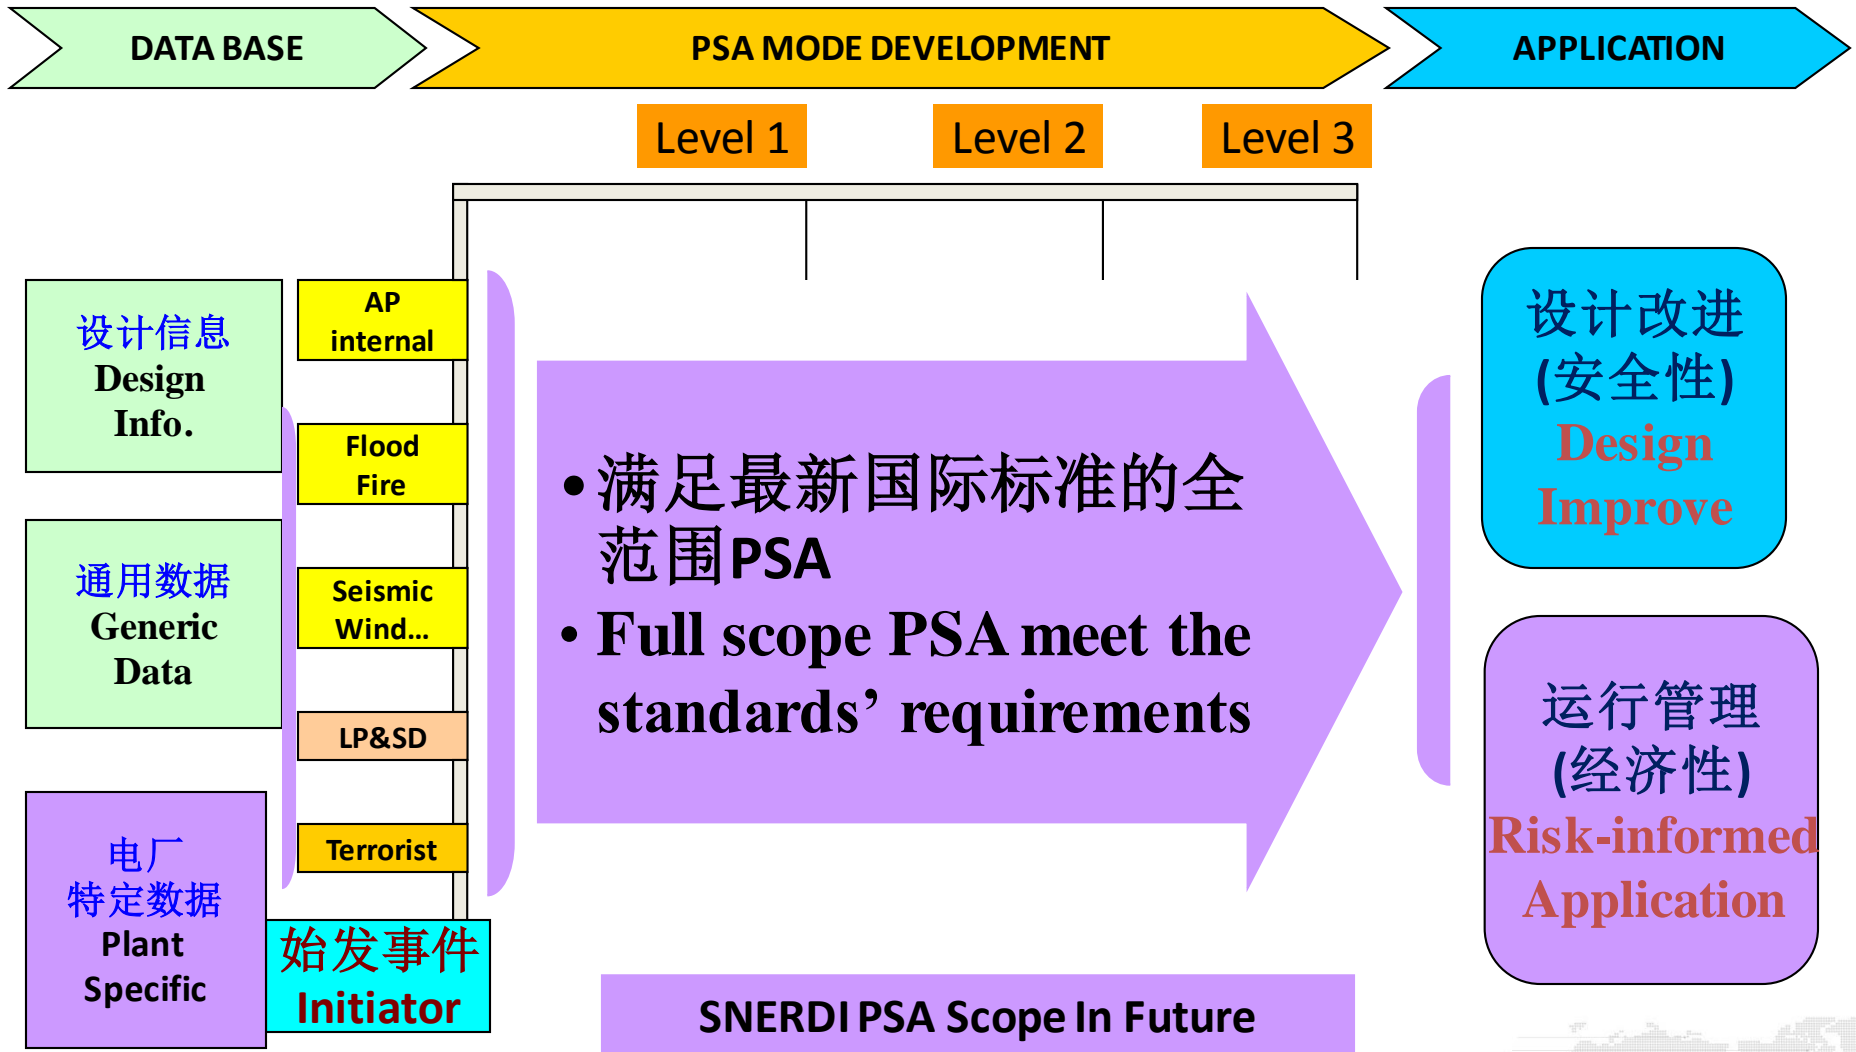 DATA BASE
PSA MODE DEVELOPMENT
APPLICATION
Level 1
Level 2
Level 3
设计信息
Design
Info.
通用数据
Generic
Data
电厂
特定数据
Plant
Specific
AP
internal
Flood
Fire
Seismic
Wind...
LP&SD
Terrorist
始发事件
Initiator
•满足最新国际标准的全
范围PSA
• Full scope PSA meet the
standards’ requirements
设计改进
(安全性)
Design
Improve
运行管理
(经济性)
Risk-informed
Application
SNERDI PSA Scope In Future